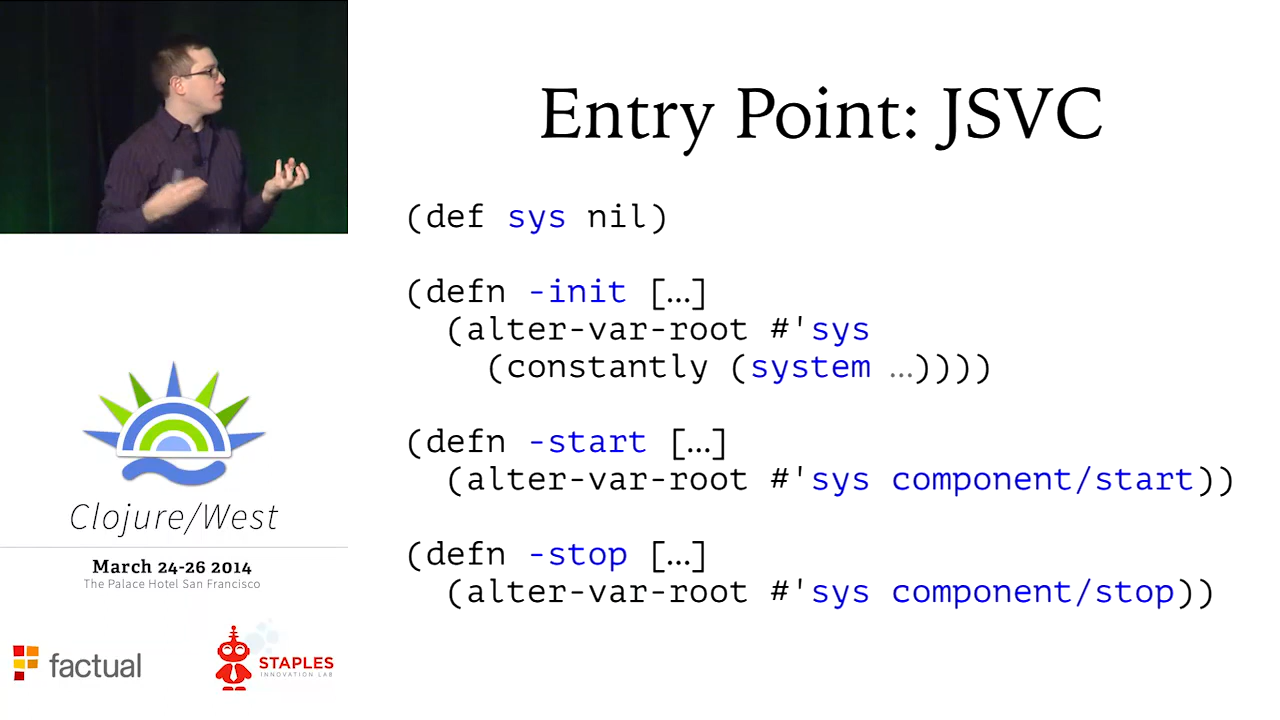 Entry Point: JSVC
(def sys nil)
(defn -init […]
(alter-var-root #'sys
(constantly (system …))))
(defn -start […]
(alter-var-root #'sys component/start))
(defn -stop […]
(alter-var-root #'sys component/stop))
Clojure/West
March 24-26 2014
The Palace Hotel San Francisco
factual
STAPLES
INNOVATION LAB